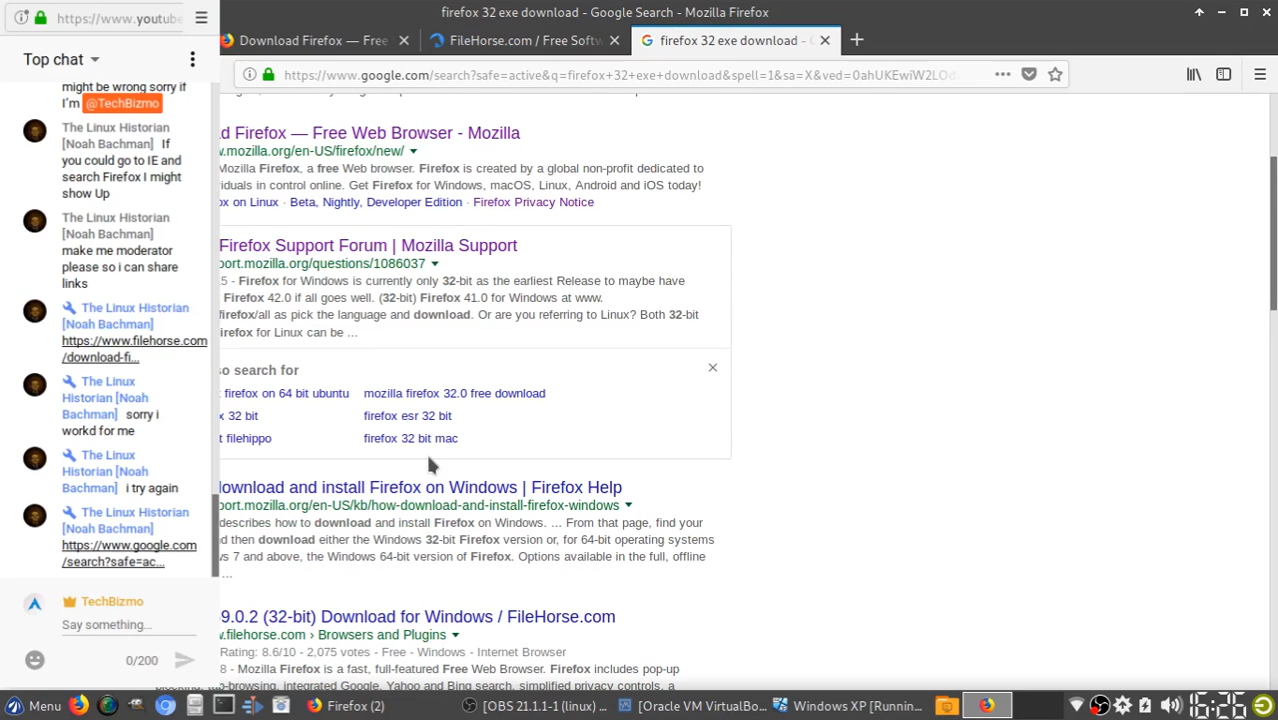 firefox 32 exe download - Google Search - Mozilla Firefox
https://www.youtube
Download Firefox — Free
FileHorse.com / Free Softw
firefox 32 exe download - G
https://www.google.com/search?safe=active&q=firefox+32+exe+download&spell=1&sa=X&ved=0ahUKEwiW2LOd
Top chat
might be wrong sorry if
I'm @TechBizmo
The Linux Historian
[Noah Bachman] If
you could go to IE and
search Firefox I might
show Up
The Linux Historian
[Noah Bachman]
make me moderator
please so i can share
links
The Linux Historian
[Noah Bachman]
https://www.filehorse.com
/download-fi...
The Linux
Historian [Noah
Bachman] sorry i
workd for me
The Linux
Historian [Noah
Bachman] i try again
The Linux Historian
[Noah Bachman]
https://www.google.com
/search?safe=ac...
TechBizmo
Say something...
0/200
d Firefox — Free Web Browser - Mozilla
w.mozilla.org/en-US/firefox/new/
Mozilla Firefox, a free Web browser. Firefox is created by a global non-profit dedicated to
iduals in control online. Get Firefox for Windows, macOS, Linux, Android and iOS today!
ox on Linux · Beta, Nightly, Developer Edition · Firefox Privacy Notice
Firefox Support Forum | Mozilla Support
port.mozilla.org/questions/1086037
5 - Firefox for Windows is currently only 32-bit as the earliest Release to maybe have
Firefox 42.0 if all goes well. (32-bit) Firefox 41.0 for Windows at www.
firefox/all as pick the language and download. Or are you referring to Linux? Both 32-bit
irefox for Linux can be ...
so search for
firefox on 64 bit ubuntu
mozilla firefox 32.0 free download
x 32 bit
firefox esr 32 bit
t filehippo
firefox 32 bit mac
ownload and install Firefox on Windows | Firefox Help
port.mozilla.org/en-US/kb/how-download-and-install-firefox-windows
describes how to download and install Firefox on Windows. ... From that page, find your
nd then download either the Windows 32-bit Firefox version or, for 64-bit operating systems
ws 7 and above, the Windows 64-bit version of Firefox. Options available in the full, offline
...
9.0.2 (32-bit) Download for Windows / FileHorse.com
w.filehorse.com › Browsers and Plugins
Rating: 8.6/10 - 2,075 votes - Free - Windows - Internet Browser
8 - Mozilla Firefox is a fast, full-featured Free Web Browser. Firefox includes pop-up
blocking, tab-browsing, integrated Google, Yahoo and Bing search, simplified privacy controls, a
Menu
Firefox (2)
[OBS 21.1.1-1 (linux) ...
[Oracle VM VirtualBo...
Windows XP [Runnin...
15:26